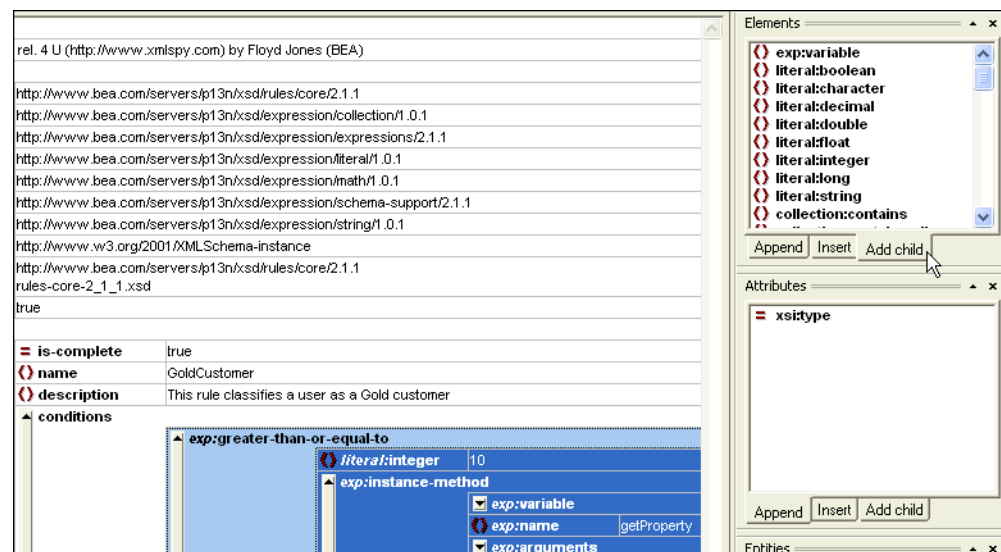 rel. 4 U (http://www.xmlspy.com) by Floyd Jones (BEA)
http://www.bea.com/servers/p13n/xsd/rules/core/2.1.1
http://www.bea.com/servers/p13n/xsd/expression/collection/1.0.1
http://www.bea.com/servers/p13n/xsd/expression/expressions/2.1.1
http://www.bea.com/servers/p13n/xsd/expression/literal/1.0.1
http://www.bea.com/servers/p13n/xsd/expression/math/1.0.1
http://www.bea.com/servers/p13n/xsd/expression/schema-support/2.1.1
http://www.bea.com/servers/p13n/xsd/expression/string/1.0.1
http://www.w3.org/2001/XMLSchema-instance
http://www.bea.com/servers/p13n/xsd/rules/core/2.1.1
rules-core-2_1_1.xsd
true
= is-complete true
() name GoldCustomer
() description This rule classifies a user as a Gold customer
conditions
exp:greater-than-or-equal-to
() literal:integer 10
exp:instance-method
exp:variable
() exp:name getProperty
exp:arguments
Elements
() exp:variable
() literal:boolean
() literal:character
() literal:decimal
() literal:double
() literal:float
() literal:integer
() literal:long
() literal:string
() collection:contains
Append Insert Add child
Attributes
= xsi:type
Append Insert Add child
Entities